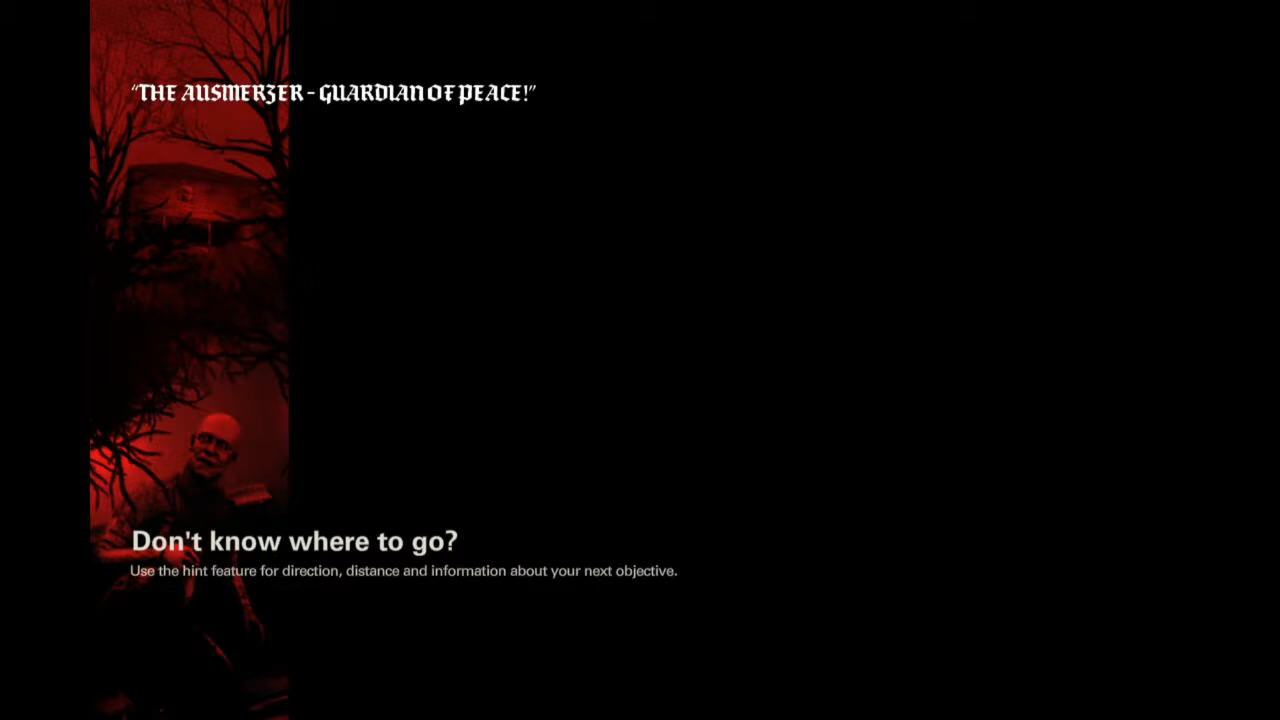 “THE AUSMERZER - GUARDIAN OF PEACE!”
Don't know where to go?
Use the hint feature for direction, distance and information about your next objective.